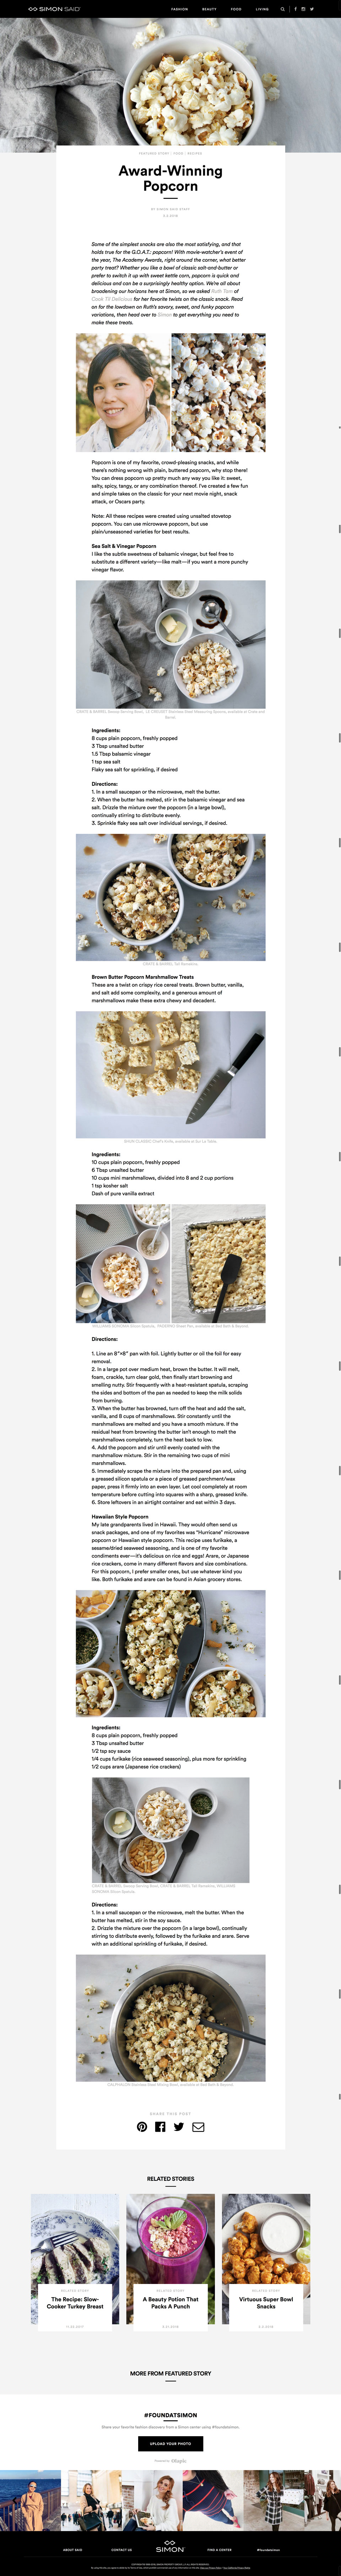 SIMON SAID
FASHION BEAUTY FOOD LIVING
FEATURED STORY / FOOD / RECIPES
Award-Winning
Popcorn
BY SIMON SAID STAFF
Some of the simplest snacks are also the most satisfying, and that
holds true for the G.O.A.T.: popcorn! With movie-watcher's event of
the year, The Academy Awards, right around the corner, what better
party treat? Whether you like a bowl of classic salt-and-butter or
prefer to switch it up with sweet kettle corn, popcorn is quick and
delicious and can be a surprisingly healthy option. We're all about
broadening our horizons here at Simon, so we asked Ruth Tam of
Cook Til Delicious for her favorite twists on the classic snack. Read
on for the lowdown on Ruth's savory, sweet, and funky popcorn
variations, then head over to Simon to get everything you need to
make these treats.
Popcorn is one of my favorite, crowd-pleasing snacks, and while
there's nothing wrong with plain, buttered popcorn, why stop there!
You can dress popcorn up pretty much any way you like it: sweet,
salty, spicy, tangy, or any combination thereof. I've created a few fun
and simple takes on the classic for your next movie night, snack
attack, or Oscars party.
Note: All these recipes were created using unsalted stovetop
popcorn. You can use microwave popcorn, but use
plain/unseasoned varieties for best results.
Sea Salt & Vinegar Popcorn
I like the subtle sweetness of balsamic vinegar, but feel free to
substitute a different variety—like malt—if you want a more punchy
vinegar flavor.
Ingredients:
8 cups plain popcorn, freshly popped
3 Tbsp unsalted butter
1.5 Tbsp balsamic vinegar
1 tsp sea salt
Flaky sea salt for sprinkling, if desired
Directions:
1. In a small saucepan or the microwave, melt the butter.
2. When the butter has melted, stir in the balsamic vinegar and sea
salt. Drizzle the mixture over the popcorn (in a large bowl),
continually stirring to distribute evenly.
3. Sprinkle flaky sea salt over individual servings, if desired.
Brown Butter Popcorn Marshmallow Treats
These are a twist on crispy rice cereal treats. Brown butter, vanilla,
and salt add some complexity, and a generous amount of
marshmallows make these extra chewy and decadent.
Ingredients:
10 cups plain popcorn, freshly popped
6 Tbsp unsalted butter
10 cups mini marshmallows, divided into 8 and 2 cup portions
1 tsp kosher salt
Dash of pure vanilla extract
Directions:
1. Line an 8"x8" pan with foil. Lightly butter or oil the foil for easy
removal.
2. In a large pot over medium heat, brown the butter. It will melt,
foam, crackle, turn clear gold, then finally start browning and
smelling nutty. Stir frequently with a heat-resistant spatula, scraping
the sides and bottom of the pan as needed to keep the milk solids
from burning.
3. When the butter has browned, turn off the heat and add the salt,
vanilla, and 8 cups of marshmallows. Stir constantly until the
marshmallows are melted and you have a smooth mixture. If the
residual heat from browning the butter isn't enough to melt the
marshmallows completely, turn the heat back to low.
4. Add the popcorn and stir until evenly coated with the
marshmallow mixture. Stir in the remaining two cups of mini
marshmallows.
5. Immediately scrape the mixture into the prepared pan and, using
a greased silicon spatula or a piece of greased parchment/wax
paper, press it firmly into an even layer. Let cool completely at room
temperature before cutting into squares with a sharp, greased knife.
6. Store leftovers in an airtight container and eat within 3 days.
Hawaiian Style Popcorn
My late grandparents lived in Hawaii. They would often send us
snack packages, and one of my favorites was "Hurricane" microwave
popcorn or Hawaiian style popcorn. This recipe uses furikake, a
sesame/dried seaweed seasoning, and is one of my favorite
condiments ever—it's delicious on rice and eggs! Arare, or Japanese
rice crackers, come in many different flavors and size combinations.
For this popcorn, I prefer smaller ones, but use whatever kind you
like. Both furikake and arare can be found in Asian grocery stores.
Ingredients:
8 cups plain popcorn, freshly popped
3 Tbsp unsalted butter
1/2 tsp soy sauce
1/4 cups furikake (rice seaweed seasoning), plus more for sprinkling
1/2 cups arare (Japanese rice crackers)
Directions:
1. In a small saucepan or the microwave, melt the butter. When the
butter has melted, stir in the soy sauce.
2. Drizzle the mixture over the popcorn (in a large bowl), continually
stirring to distribute evenly, followed by the furikake and arare. Serve
with an additional sprinkling of furikake, if desired.
SHARE THIS POST
RELATED STORIES
RELATED STORY
The Recipe: Slow-
Cooker Turkey Breast
RELATED STORY
A Beauty Potion That
Packs A Punch
RELATED STORY
Virtuous Super Bowl
Snacks
MORE FROM FEATURED STORY
#FOUNDATSIMON
Share your favorite fashion discovery from a Simon center using #foundatsimon.
UPLOAD YOUR PHOTO
ABOUT SAID
CONTACT US
SIMON
FIND A CENTER
#foundatsimon